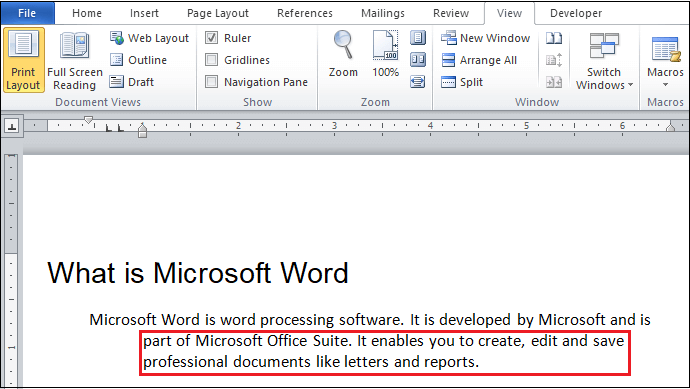 File Home Insert Page Layout References Mailings Review View Developer
Print Layout
Full Screen Reading
Web Layout
Outline
Draft
Document Views
Ruler
Gridlines
Navigation Pane
Show
Zoom
100%
Zoom
New Window
Arrange All
Split
Switch Windows
Window
Macros
Macros
1 2 3 4 5 6
What is Microsoft Word
Microsoft Word is word processing software. It is developed by Microsoft and is
part of Microsoft Office Suite. It enables you to create, edit and save
professional documents like letters and reports.